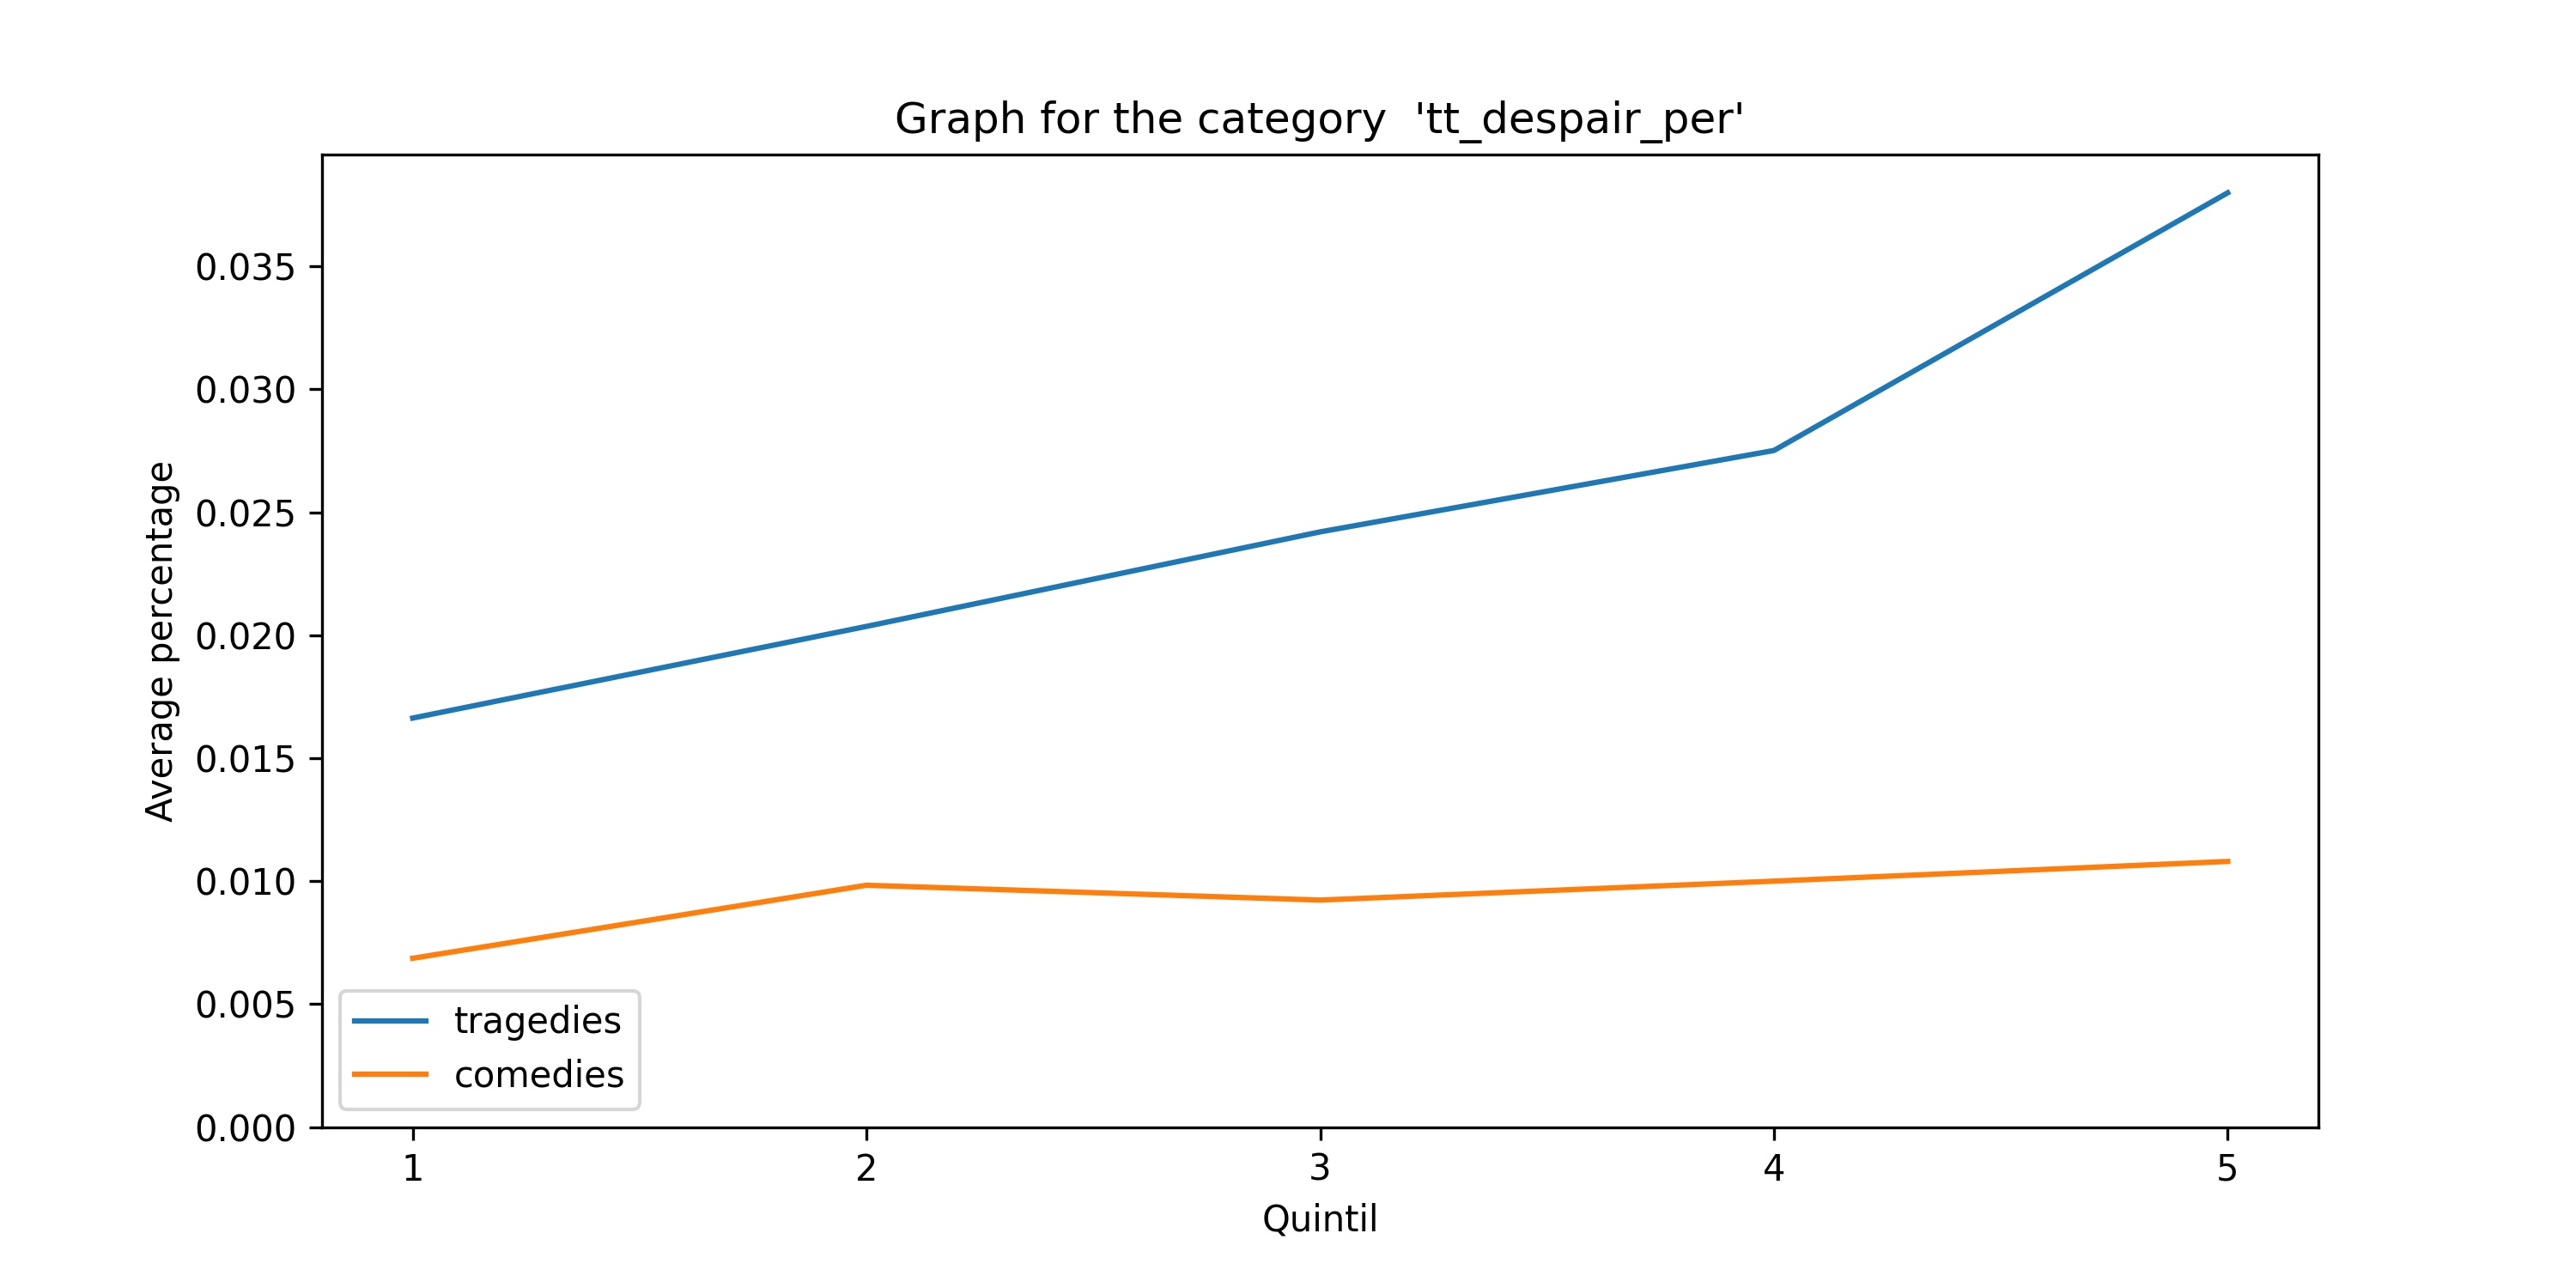 Graph for the category  'tt_despair_per'
Average percentage
0.035
0.030
0.025
0.020
0.015
0.010
0.005
0.000
tragedies
comedies
1 2 3 4 5
Quintil